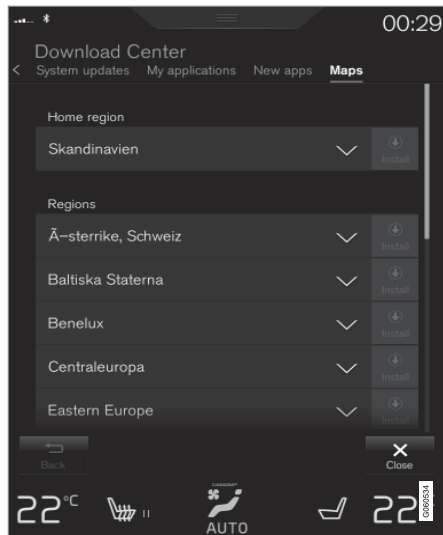 00:29
Download Center
System updates My applications New apps Maps
Home region
Skandinavien
Install
Regions
Ã–sterrike, Schweiz
Install
Baltiska Staterna
Install
Benelux
Install
Centraleuropa
Install
Eastern Europe
Install
Back
Close
22°C
AUTO
22
G060534